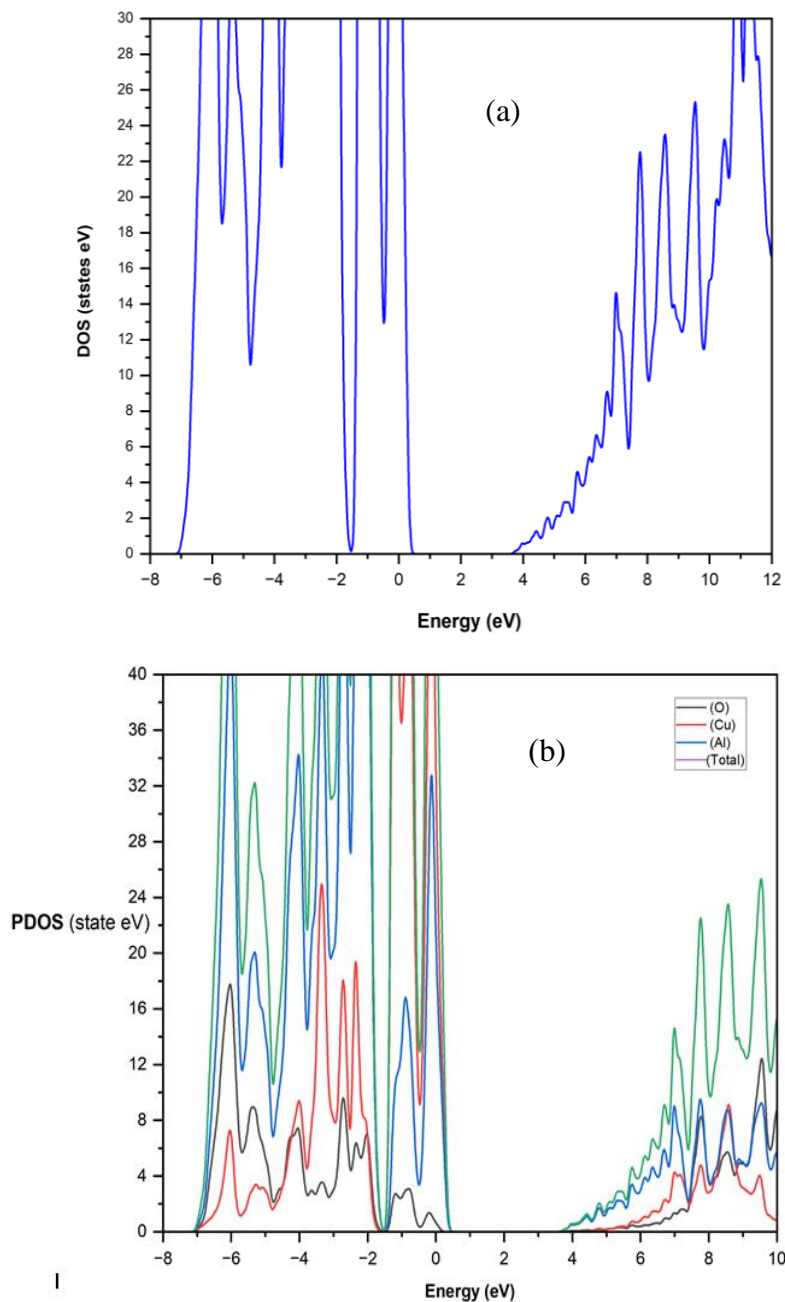 (a)
30
28
26
24
22
20
18
16
14
12
10
8
6
4
2
0
DOS (ststes eV)
−8 −6 −4 −2 0 2 4 6 8 10 12
Energy (eV)
(b)
(O)
(Cu)
(Al)
(Total)
40
36
32
28
24
20
16
12
8
4
0
PDOS (state eV)
−8 −6 −4 −2 0 2 4 6 8 10
Energy (eV)
I